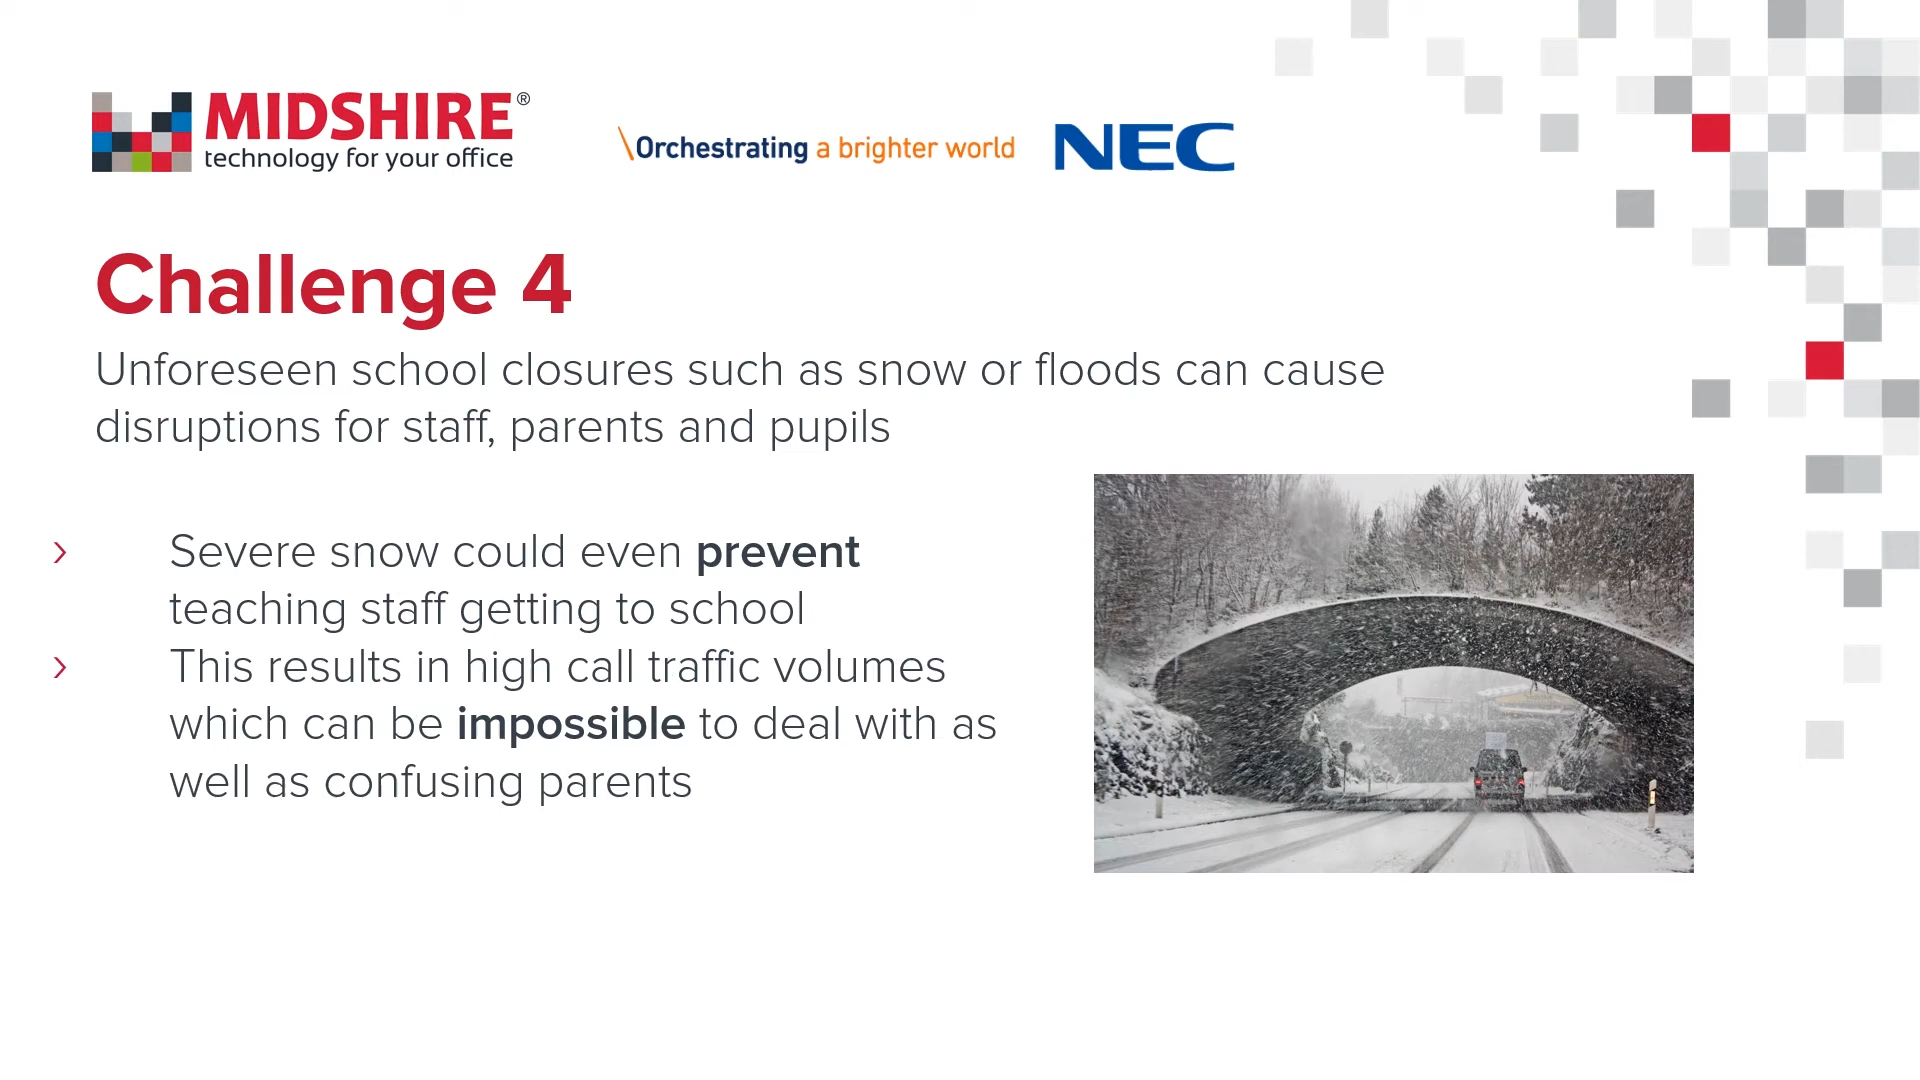 MIDSHIRE®
technology for your office
\Orchestrating a brighter world
NEC
Challenge 4
Unforeseen school closures such as snow or floods can cause
disruptions for staff, parents and pupils
› Severe snow could even prevent
teaching staff getting to school
› This results in high call traffic volumes
which can be impossible to deal with as
well as confusing parents